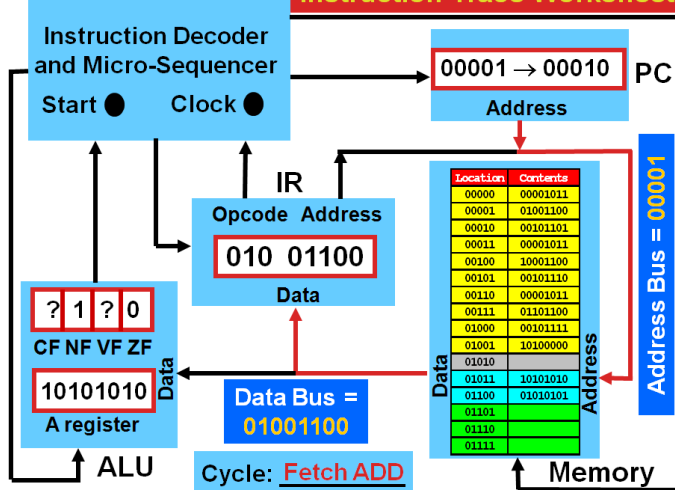 Instruction Trace Worksheet
Instruction Decoder
and Micro-Sequencer
Start Clock
00001 → 00010 PC
Address
IR
Opcode Address
010 01100
Data
? 1 ? 0
CF NF VF ZF
10101010
A register
Data
ALU
Data Bus =
01001100
Cycle: Fetch ADD
Location Contents
00000 00001011
00001 01001100
00010 00101101
00011 00001011
00100 10001100
00101 00101110
00110 00001011
00111 01101100
01000 00101111
01001 10100000
01010
01011 10101010
01100 01010101
01101
01110
01111
Data
Address
Memory
Address Bus = 00001